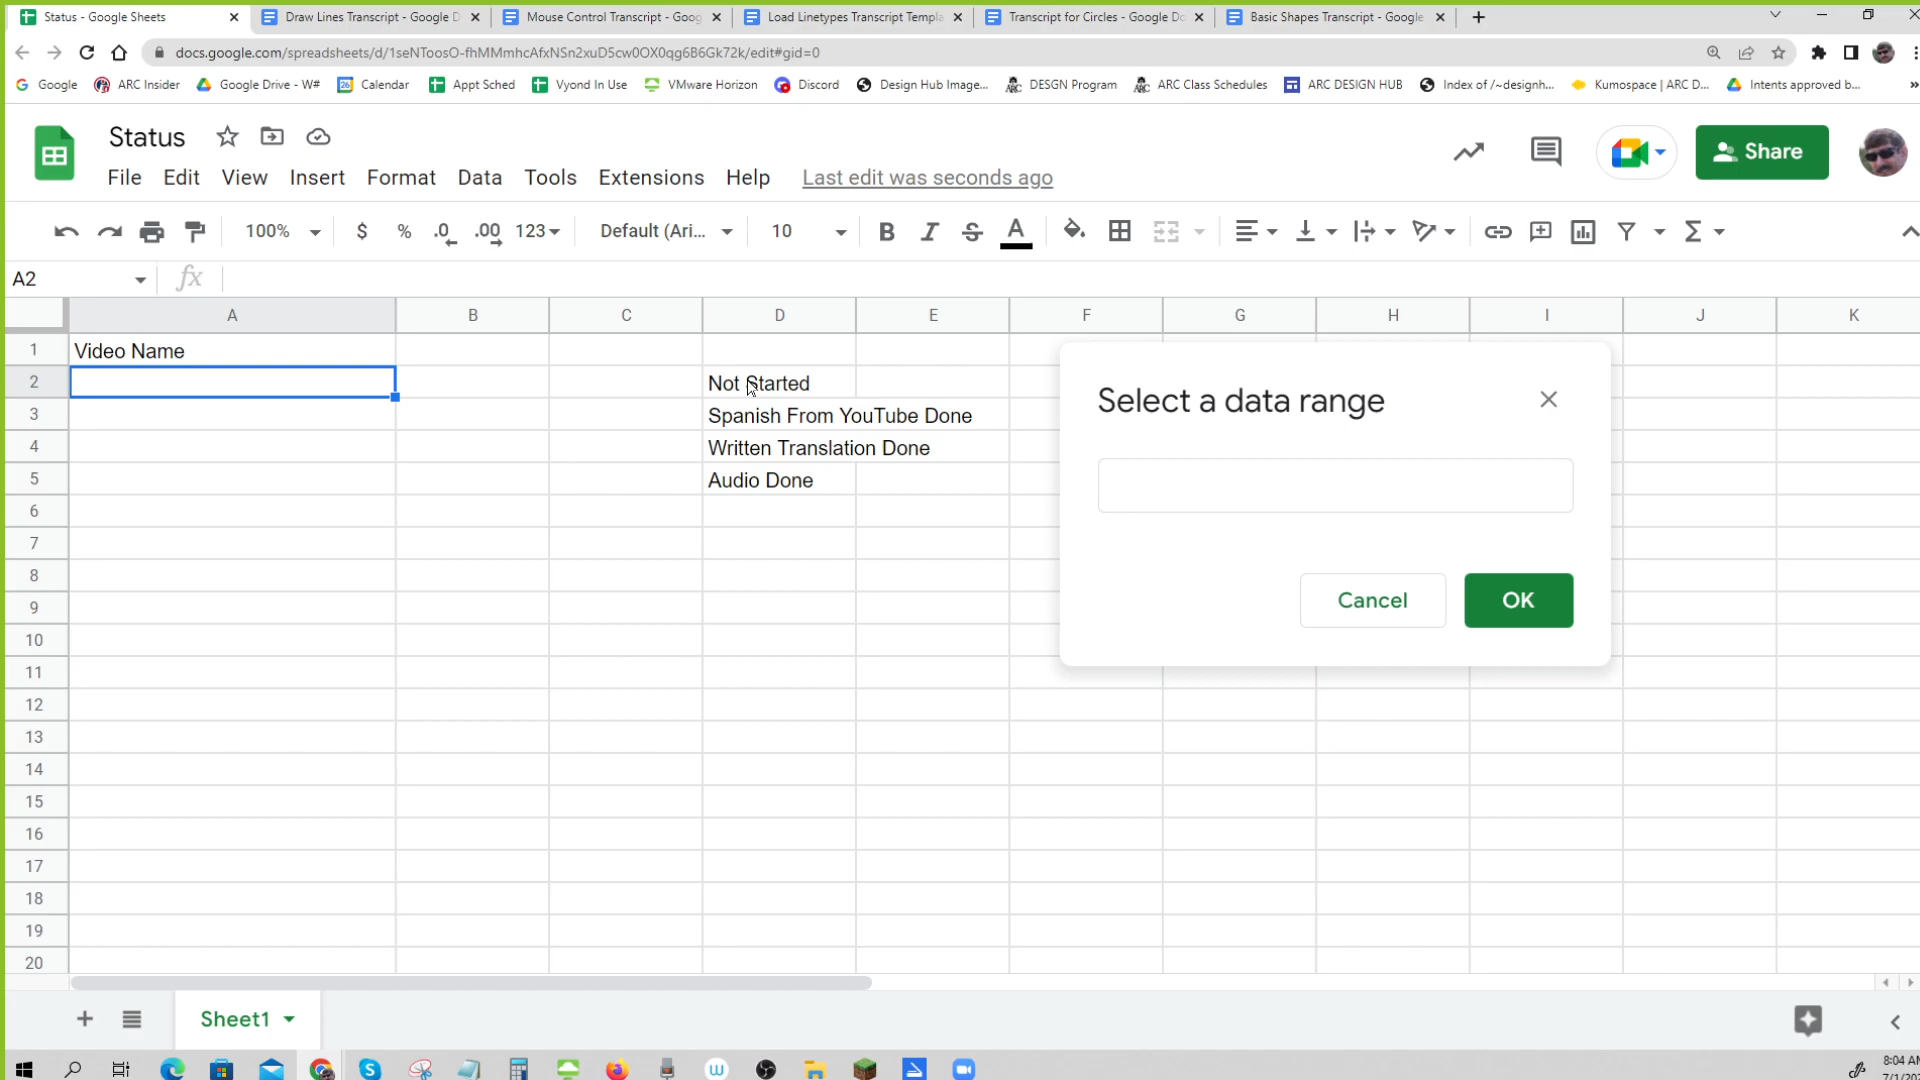 Status - Google Sheets
Draw Lines Transcript - Google D
Mouse Control Transcript - Goog
Load Linetypes Transcript Templa
Transcript for Circles - Google Do
Basic Shapes Transcript - Google
docs.google.com/spreadsheets/d/1seNToosO-fhMMmhcAfxNSn2xuD5cw0OX0qg6B6Gk72k/edit#gid=0
Google
ARC Insider
Google Drive - W#
Calendar
Appt Sched
Vyond In Use
VMware Horizon
Discord
Design Hub Image...
DESGN Program
ARC Class Schedules
ARC DESIGN HUB
Index of /~designh...
Kumospace | ARC D...
Intents approved b...
»
Status
Share
File Edit View Insert Format Data Tools Extensions Help Last edit was seconds ago
100% $ % .0 .00 123 Default (Ari... 10 B I S A Σ
A2 fx
A B C D E F G H I J K
1 Video Name
2 Not Started
3 Spanish From YouTube Done
4 Written Translation Done
5 Audio Done
6
7
8
9
10
11
12
13
14
15
16
17
18
19
20
Select a data range
Cancel OK
Sheet1
8:04 AM